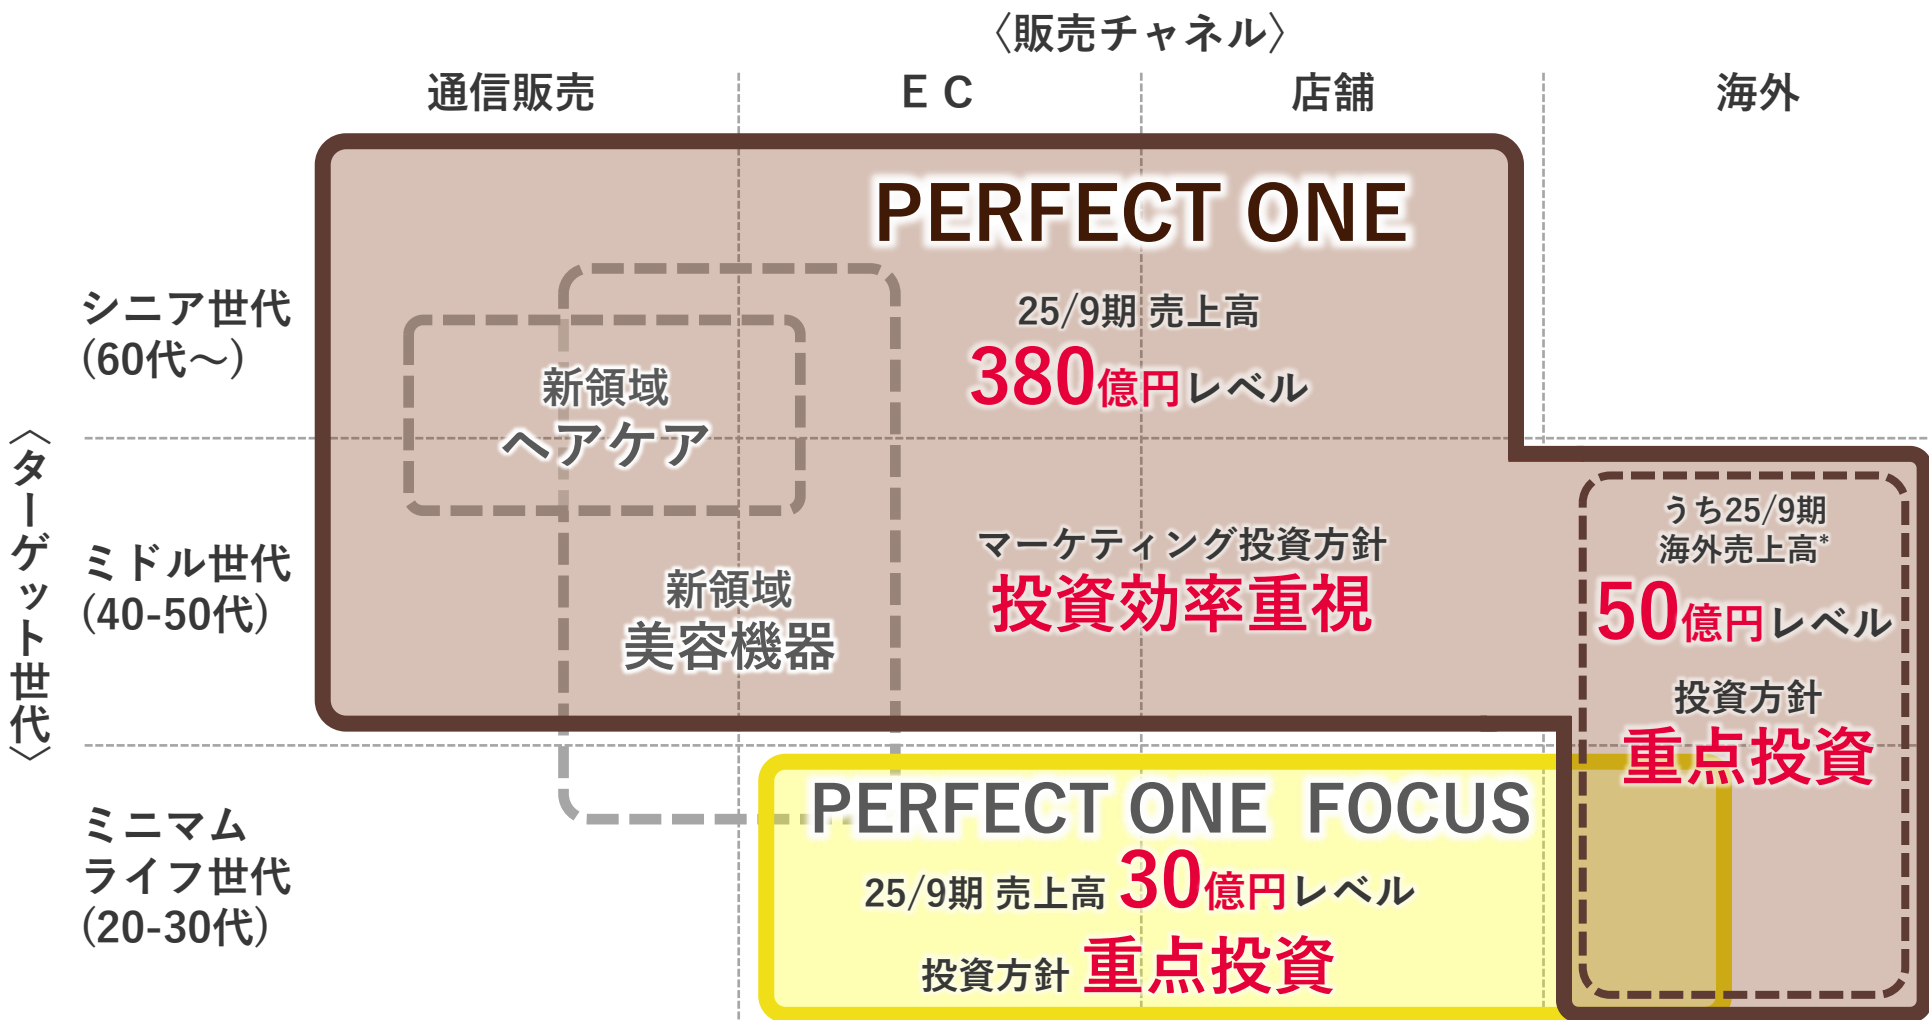 〈販売チャネル〉
通信販売
ＥＣ
店舗
海外
〈ターゲット世代〉
シニア世代
(60代～)
ミドル世代
(40-50代)
ミニマム
ライフ世代
(20-30代)
PERFECT ONE
25/9期 売上高
380億円レベル
新領域
ヘアケア
新領域
美容機器
マーケティング投資方針
投資効率重視
うち25/9期
海外売上高*
50億円レベル
投資方針
重点投資
PERFECT ONE FOCUS
25/9期 売上高 30億円レベル
投資方針 重点投資